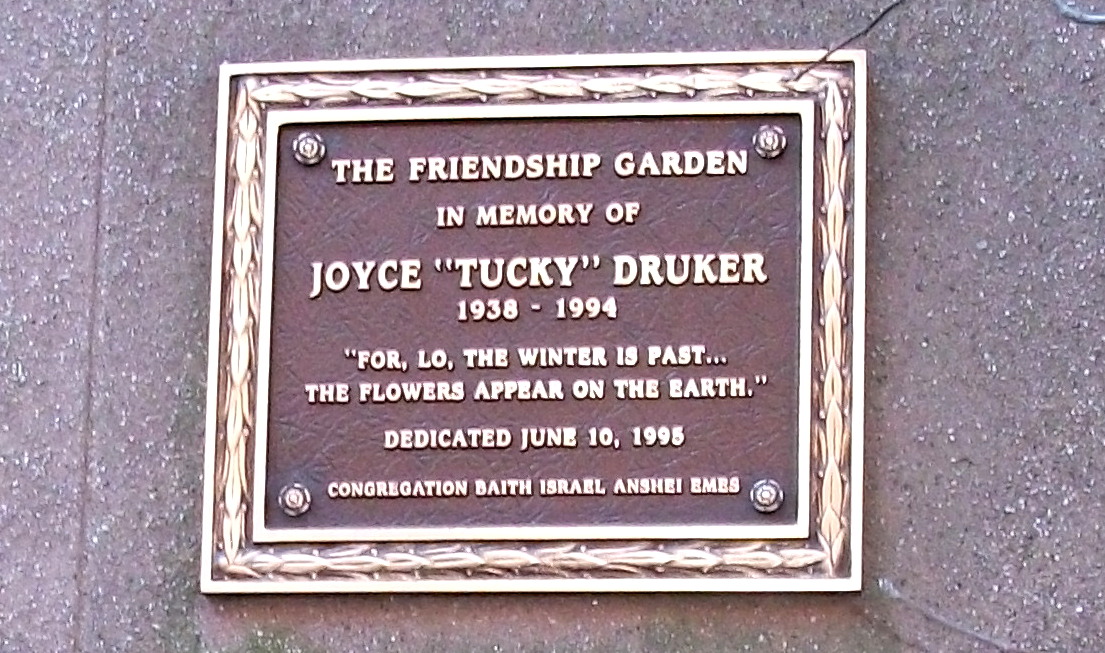 THE FRIENDSHIP GARDEN
IN MEMORY OF
JOYCE "TUCKY" DRUKER
1938 - 1994
"FOR, LO, THE WINTER IS PAST...
THE FLOWERS APPEAR ON THE EARTH."
DEDICATED JUNE 10, 1995
CONGREGATION BAITH ISRAEL ANSHEI EMES